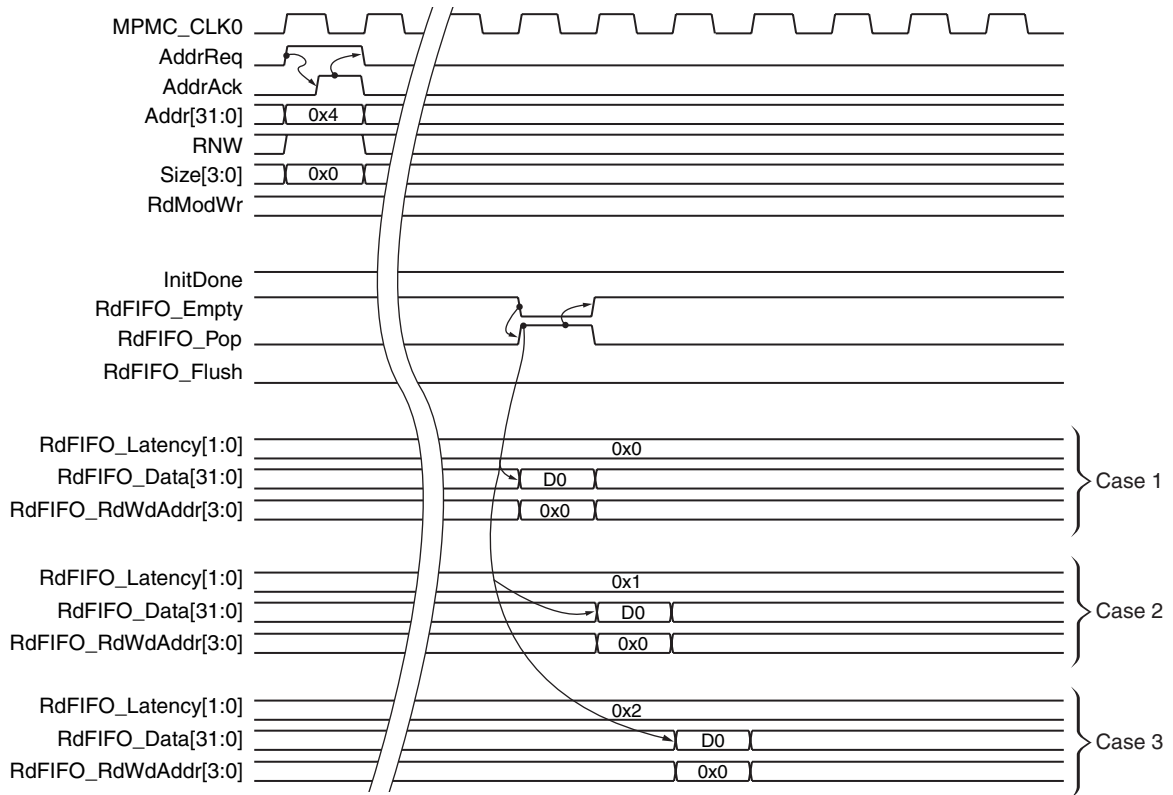 MPMC_CLK0
AddrReq
AddrAck
Addr[31:0] 0x4
RNW
Size[3:0] 0x0
RdModWr
InitDone
RdFIFO_Empty
RdFIFO_Pop
RdFIFO_Flush
RdFIFO_Latency[1:0] 0x0
RdFIFO_Data[31:0] D0 Case 1
RdFIFO_RdWdAddr[3:0] 0x0
RdFIFO_Latency[1:0] 0x1
RdFIFO_Data[31:0] D0 Case 2
RdFIFO_RdWdAddr[3:0] 0x0
RdFIFO_Latency[1:0] 0x2
RdFIFO_Data[31:0] D0 Case 3
RdFIFO_RdWdAddr[3:0] 0x0